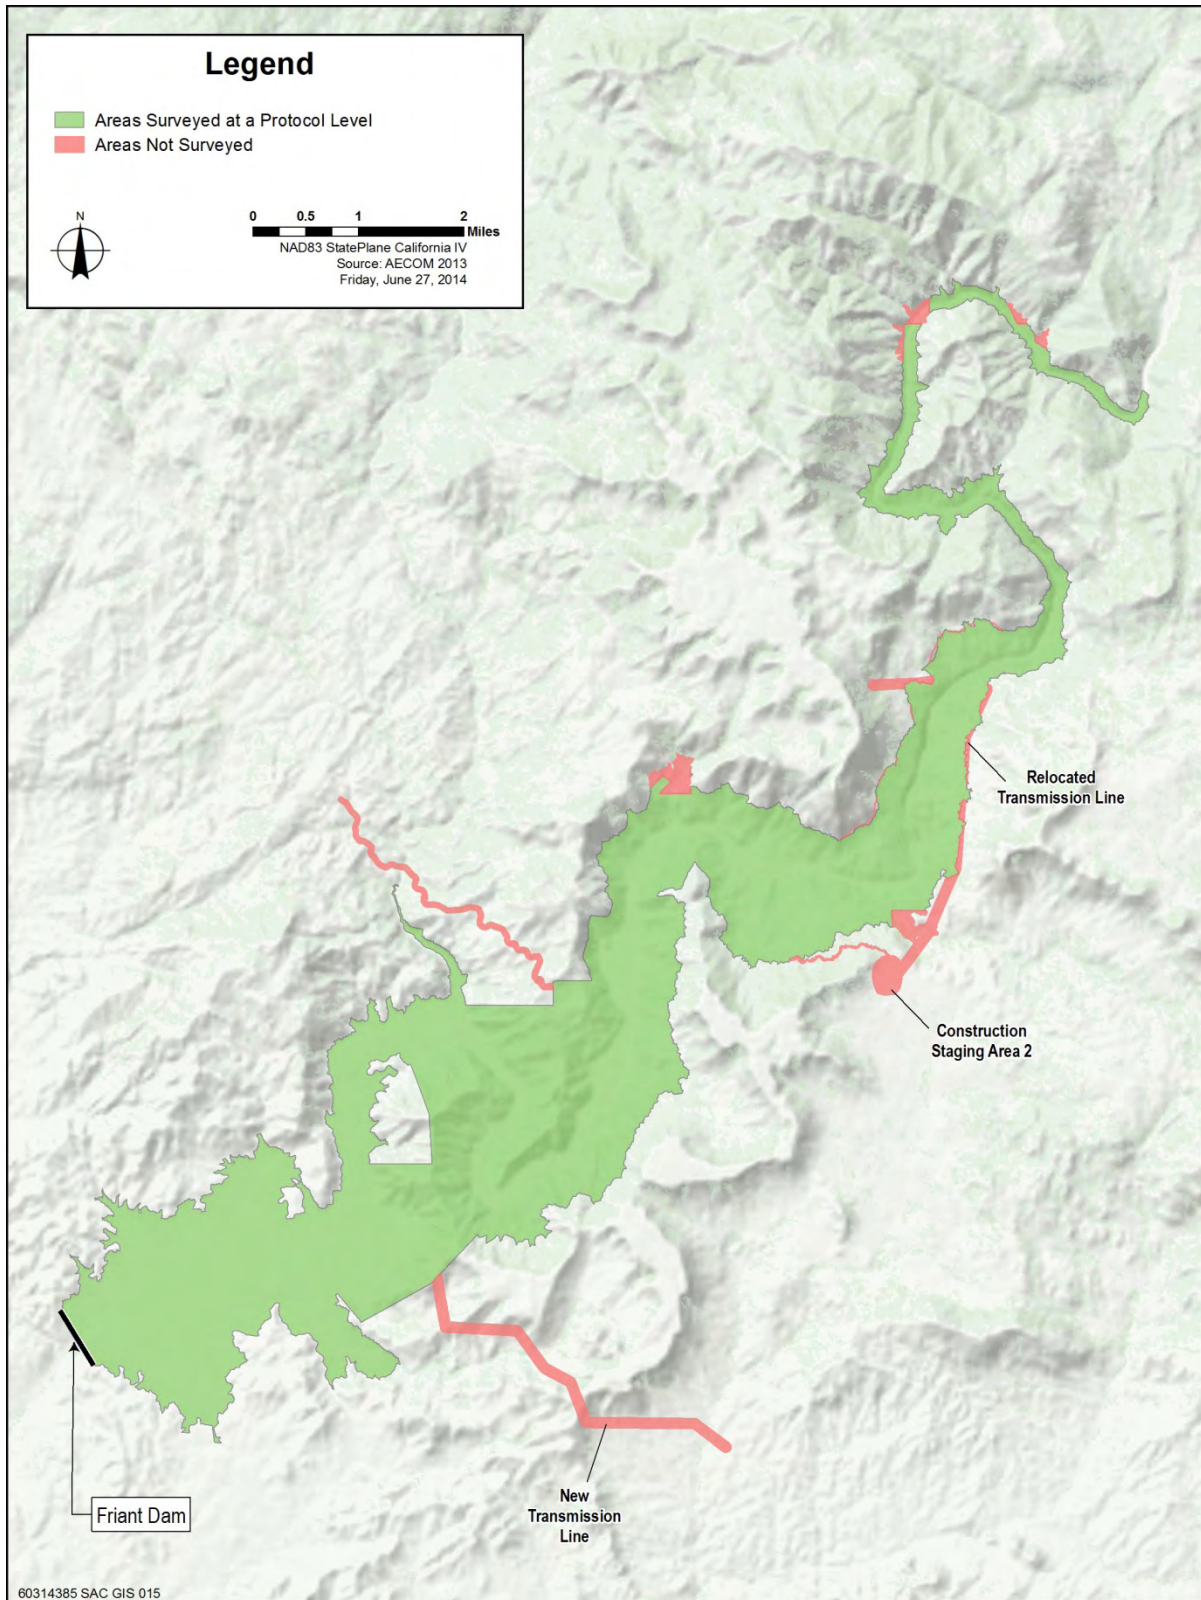 Legend
Areas Surveyed at a Protocol Level
Areas Not Surveyed
N
0 0.5 1 2
Miles
NAD83 StatePlane California IV
Source: AECOM 2013
Friday, June 27, 2014
Relocated
Transmission Line
Construction
Staging Area 2
New
Transmission
Line
Friant Dam
60314385 SAC GIS 015